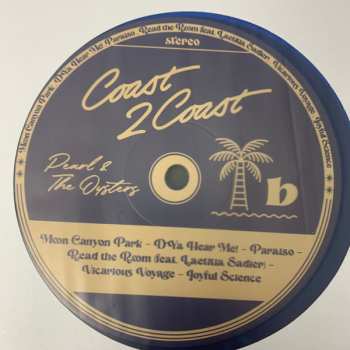 Moon Canyon Park · D'Ya Hear Me! · Paraiso · Read the Room (feat. Laetitia Sadier) · Vicarious Voyage · Joyful Science
stereo
Coast
2 Coast
Pearl &
The Oysters
b
Moon Canyon Park – D'Ya Hear Me! – Paraiso –
Read the Room (feat. Laetitia Sadier) –
Vicarious Voyage – Joyful Science